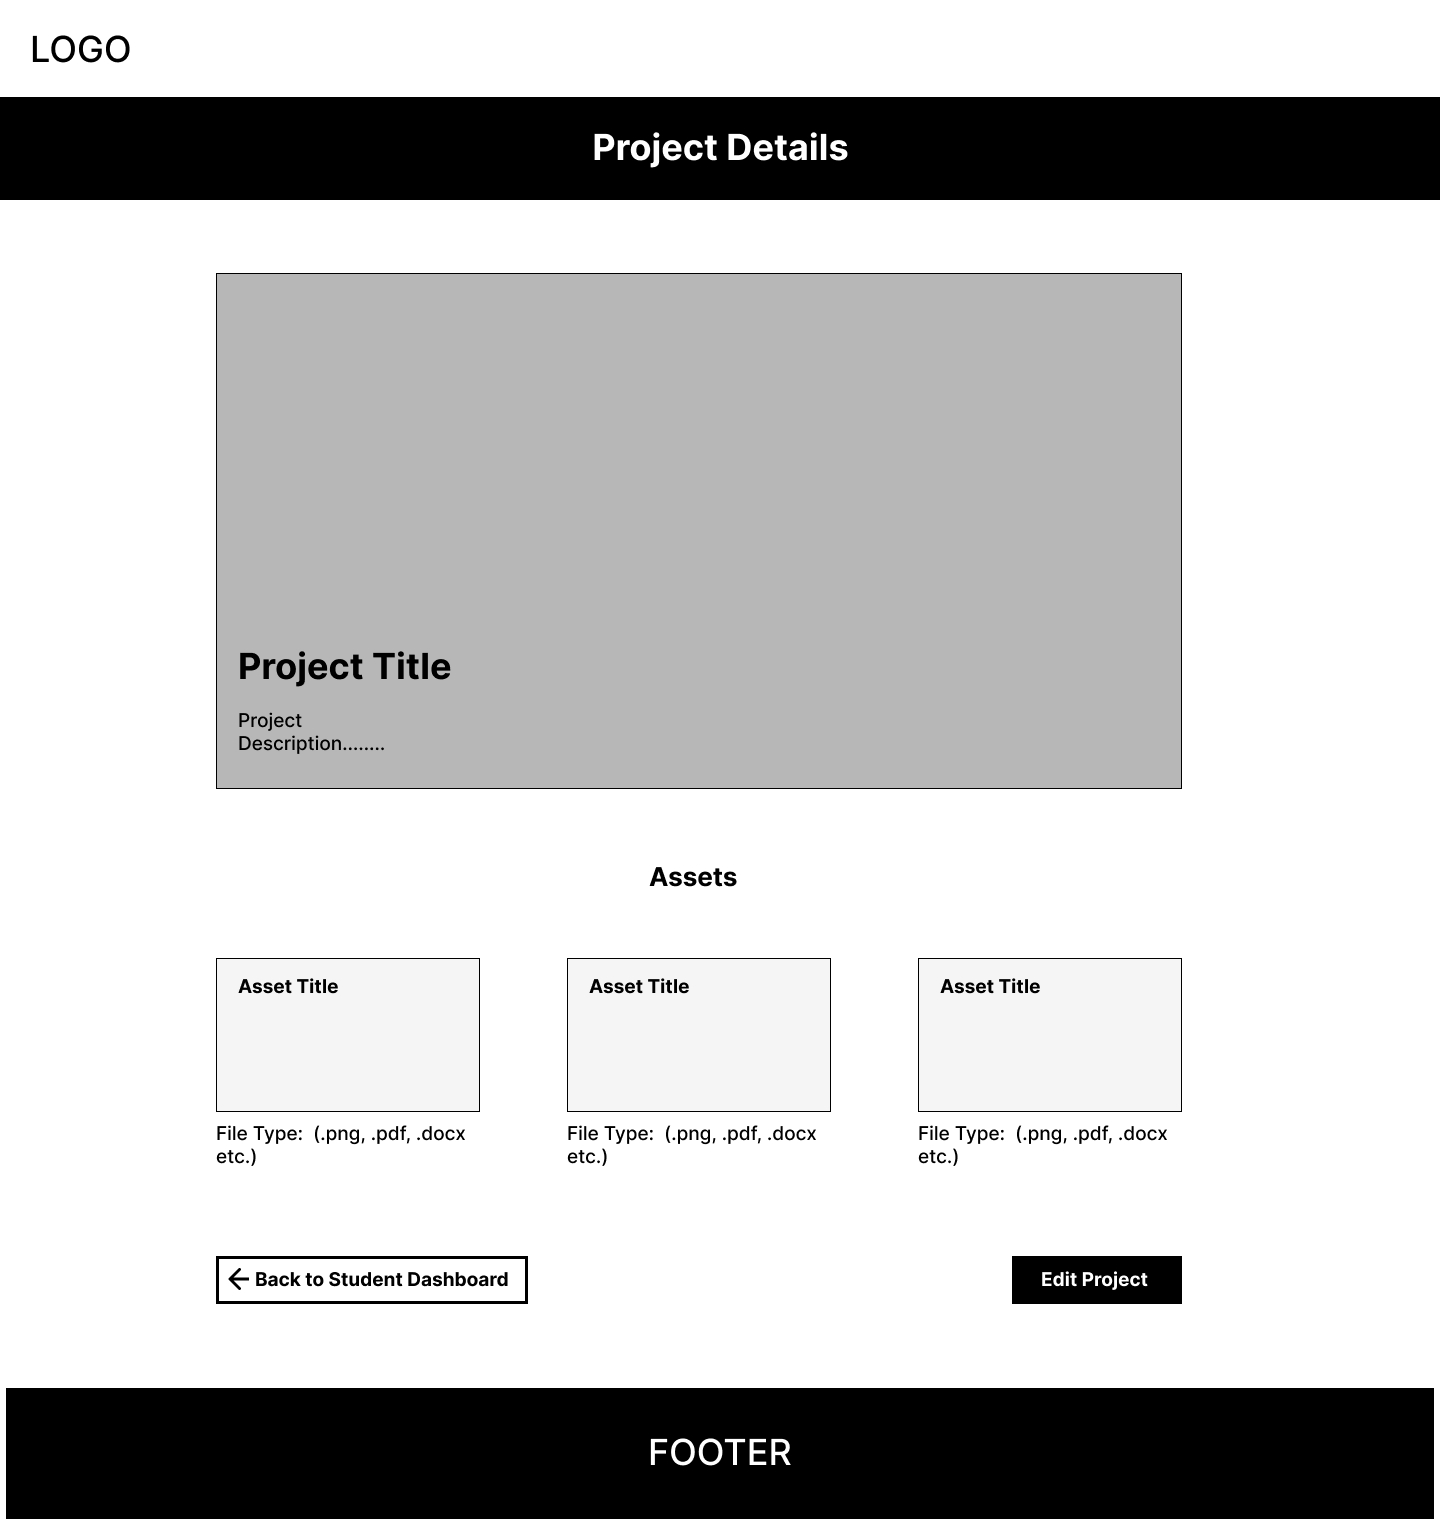 LOGO
Project Details
Project Title
Project
Description........
Assets
Asset Title
Asset Title
Asset Title
File Type:  (.png, .pdf, .docx
etc.)
File Type:  (.png, .pdf, .docx
etc.)
File Type:  (.png, .pdf, .docx
etc.)
Back to Student Dashboard
Edit Project
FOOTER